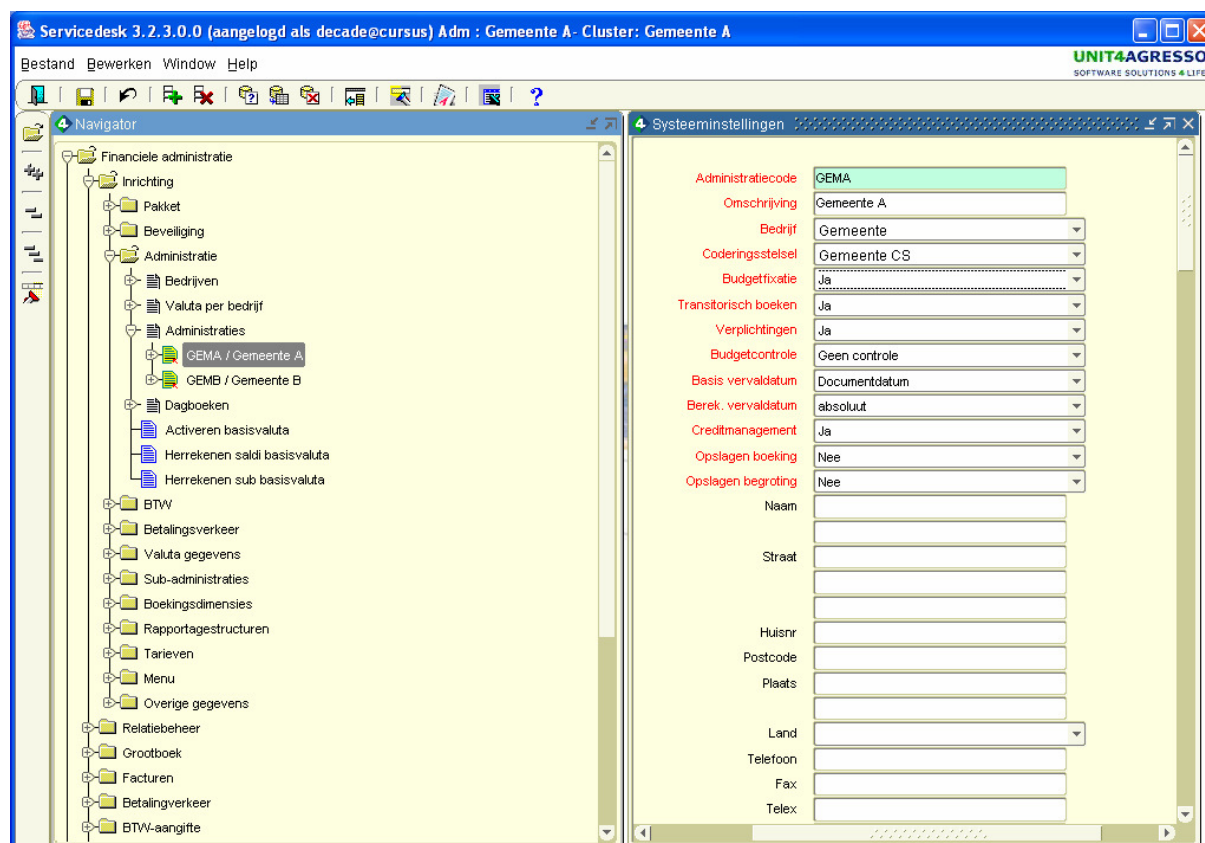 Servicedesk 3.2.3.0.0 (aangelogd als decade@cursus) Adm : Gemeente A- Cluster: Gemeente A
Bestand Bewerken Window Help
UNIT4AGRESSO
SOFTWARE SOLUTIONS 4 LIFE
4 Navigator
Financiele administratie
Inrichting
Pakket
Beveiliging
Administratie
Bedrijven
Valuta per bedrijf
Administraties
GEMA / Gemeente A
GEMB / Gemeente B
Dagboeken
Activeren basisvaluta
Herrekenen saldi basisvaluta
Herrekenen sub basisvaluta
BTW
Betalingsverkeer
Valuta gegevens
Sub-administraties
Boekingsdimensies
Rapportagestructuren
Tarieven
Menu
Overige gegevens
Relatiebeheer
Grootboek
Facturen
Betalingverkeer
BTW-aangifte
4 Systeeminstellingen
Administratiecode GEMA
Omschrijving Gemeente A
Bedrijf Gemeente
Coderingsstelsel Gemeente CS
Budgetfixatie Ja
Transitorisch boeken Ja
Verplichtingen Ja
Budgetcontrole Geen controle
Basis vervaldatum Documentdatum
Berek. vervaldatum absoluut
Creditmanagement Ja
Opslagen boeking Nee
Opslagen begroting Nee
Naam
Straat
Huisnr
Postcode
Plaats
Land
Telefoon
Fax
Telex